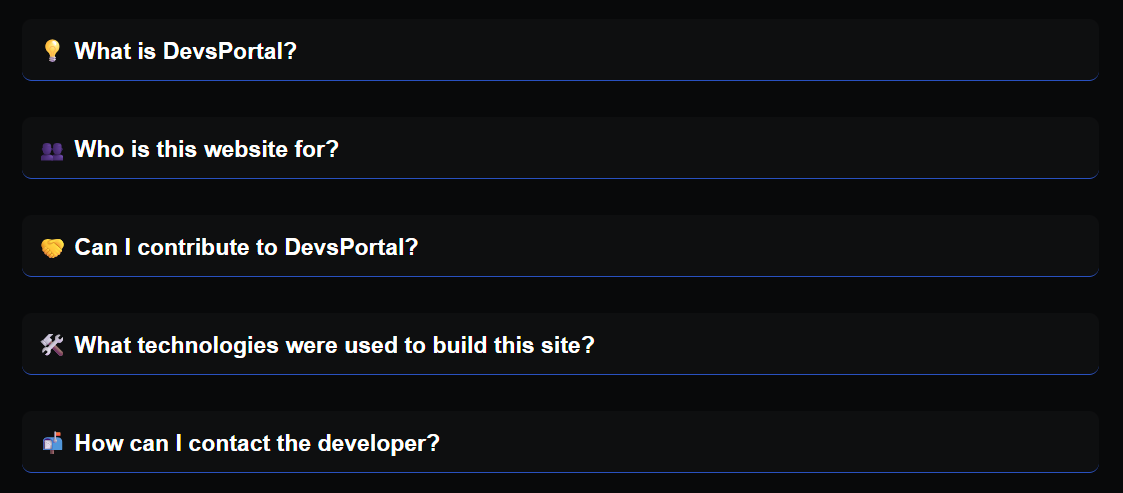 💡 What is DevsPortal?
👥 Who is this website for?
🤝 Can I contribute to DevsPortal?
🛠️ What technologies were used to build this site?
📬 How can I contact the developer?